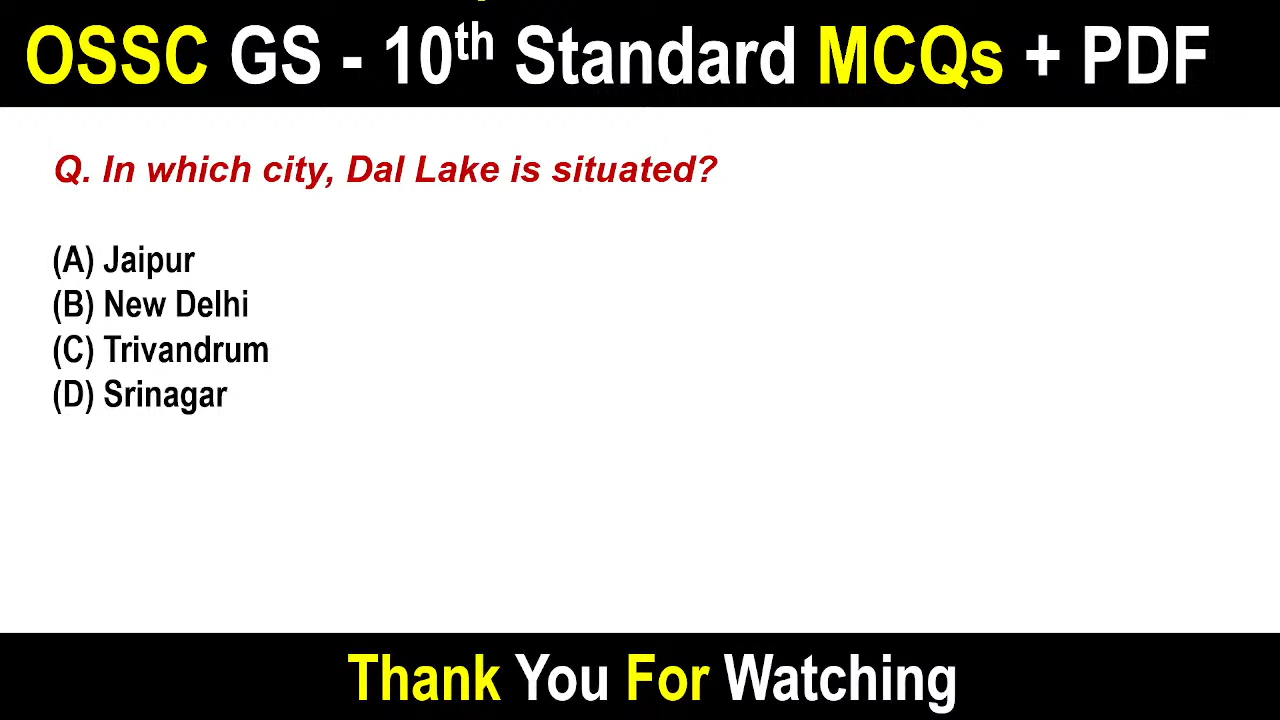 OSSC GS - 10th Standard MCQs + PDF
Q. In which city, Dal Lake is situated?
(A) Jaipur
(B) New Delhi
(C) Trivandrum
(D) Srinagar
Thank You For Watching